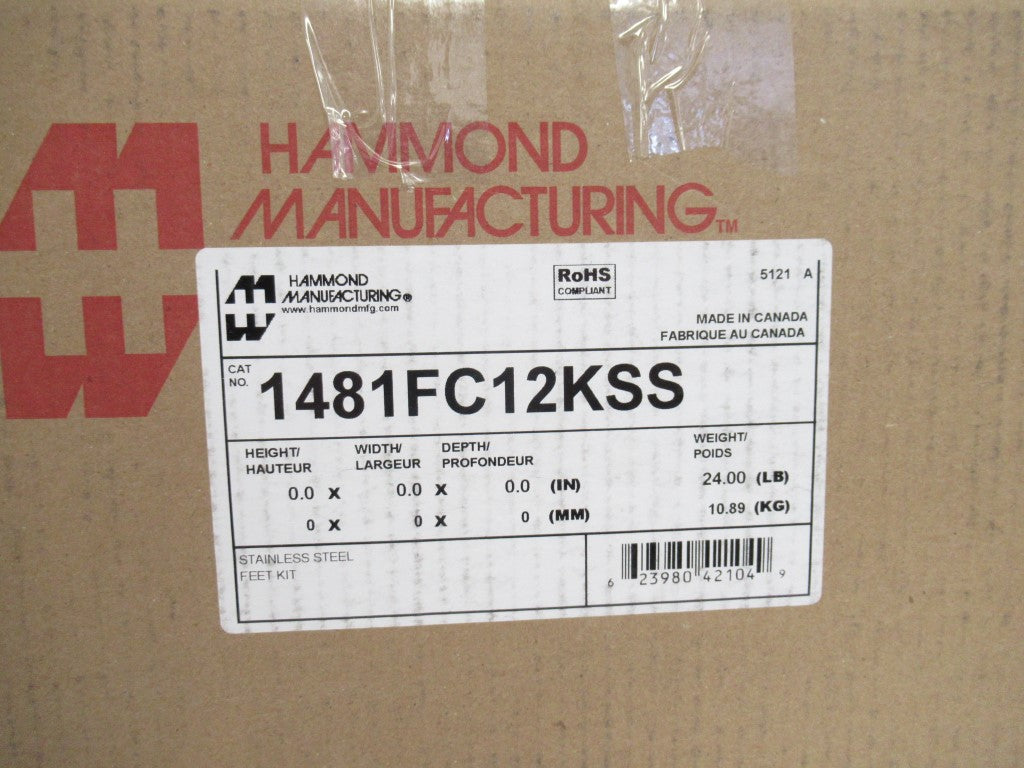 HAMMOND
MANUFACTURING™
HAMMOND
MANUFACTURING®
www.hammondmfg.com
RoHS
COMPLIANT
5121 A
MADE IN CANADA
FABRIQUE AU CANADA
CAT
NO.
1481FC12KSS
HEIGHT/ WIDTH/ DEPTH/ WEIGHT/
HAUTEUR LARGEUR PROFONDEUR POIDS
0.0 X 0.0 X 0.0 (IN) 24.00 (LB)
0 X 0 X 0 (MM) 10.89 (KG)
STAINLESS STEEL
FEET KIT
6 23980 42104 9